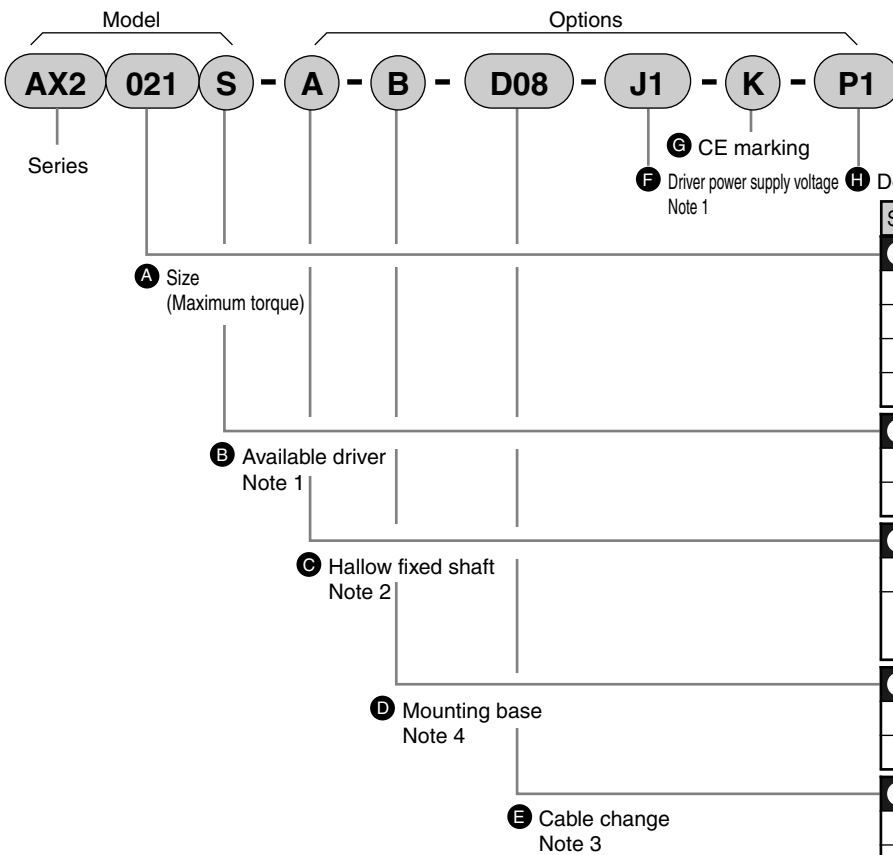 Model
Options
AX2 021 S - A - B - D08 - J1 - K - P1
Series
G CE marking
F Driver power supply voltage
Note 1
H
A Size
(Maximum torque)
B Available driver
Note 1
C Hallow fixed shaft
Note 2
D Mounting base
Note 4
E Cable change
Note 3